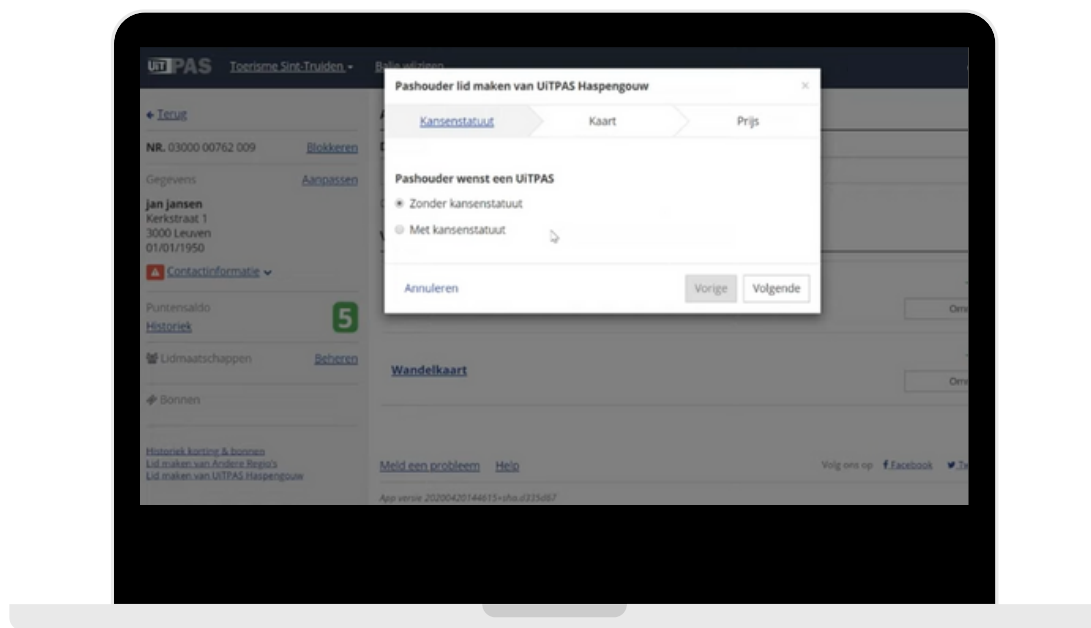 UiTPAS Toerisme Sint-Truiden Balie wijzigen
Pashouder lid maken van UiTPAS Haspengouw ×
Kansenstatuut Kaart Prijs
Pashouder wenst een UiTPAS
Zonder kansenstatuut
Met kansenstatuut
Annuleren Vorige Volgende
Terug
NR. 03000 00762 009 Blokkeren
Gegevens Aanpassen
jan jansen
Kerkstraat 1
3000 Leuven
01/01/1950
Contactinformatie
Puntensaldo
Historiek
5
Lidmaatschappen Beheren
Bonnen
Historiek korting & bonnen
Lid maken van Andere Regio's
Lid maken van UiTPAS Haspengouw
Wandelkaart
Meld een probleem Help
Volg ons op Facebook
App versie 20200420144615+sha.d335d87